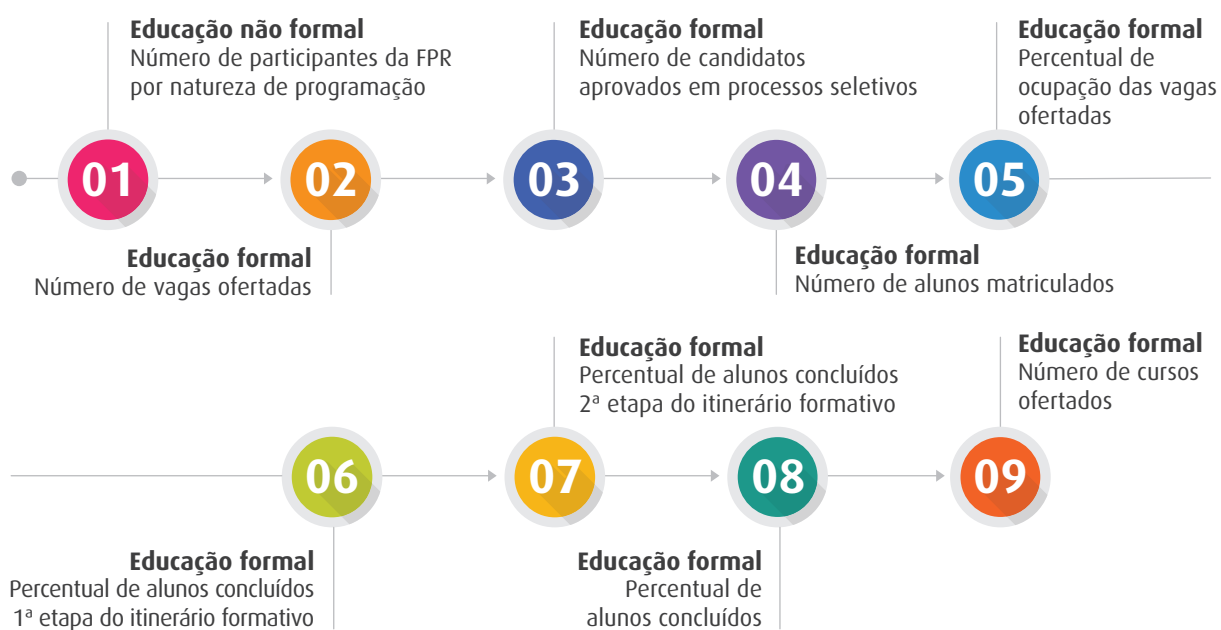 Educação não formal
Número de participantes da FPR
por natureza de programação
Educação formal
Número de candidatos
aprovados em processos seletivos
Educação formal
Percentual de
ocupação das vagas
ofertadas
01
02
03
04
05
Educação formal
Número de vagas ofertadas
Educação formal
Número de alunos matriculados
Educação formal
Percentual de alunos concluídos
2ª etapa do itinerário formativo
Educação formal
Número de cursos
ofertados
06
07
08
09
Educação formal
Percentual de alunos concluídos
1ª etapa do itinerário formativo
Educação formal
Percentual de
alunos concluídos